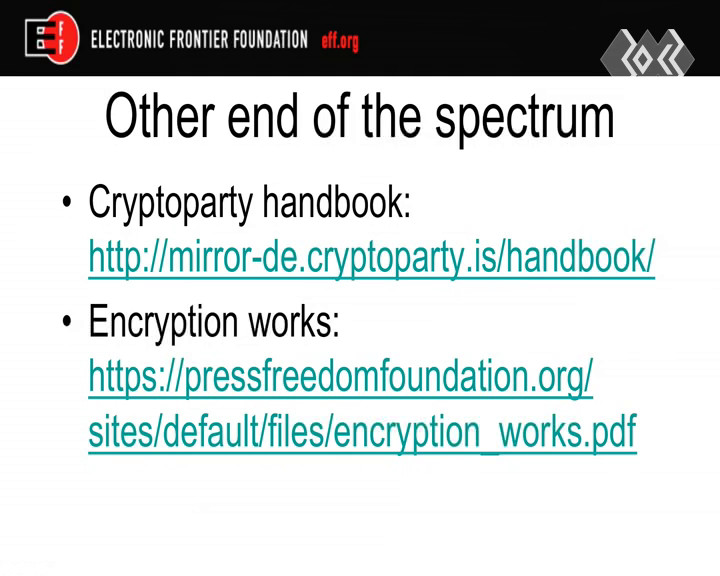 EFF
ELECTRONIC FRONTIER FOUNDATION eff.org
Other end of the spectrum
• Cryptoparty handbook:
http://mirror-de.cryptoparty.is/handbook/
• Encryption works:
https://pressfreedomfoundation.org/
sites/default/files/encryption_works.pdf